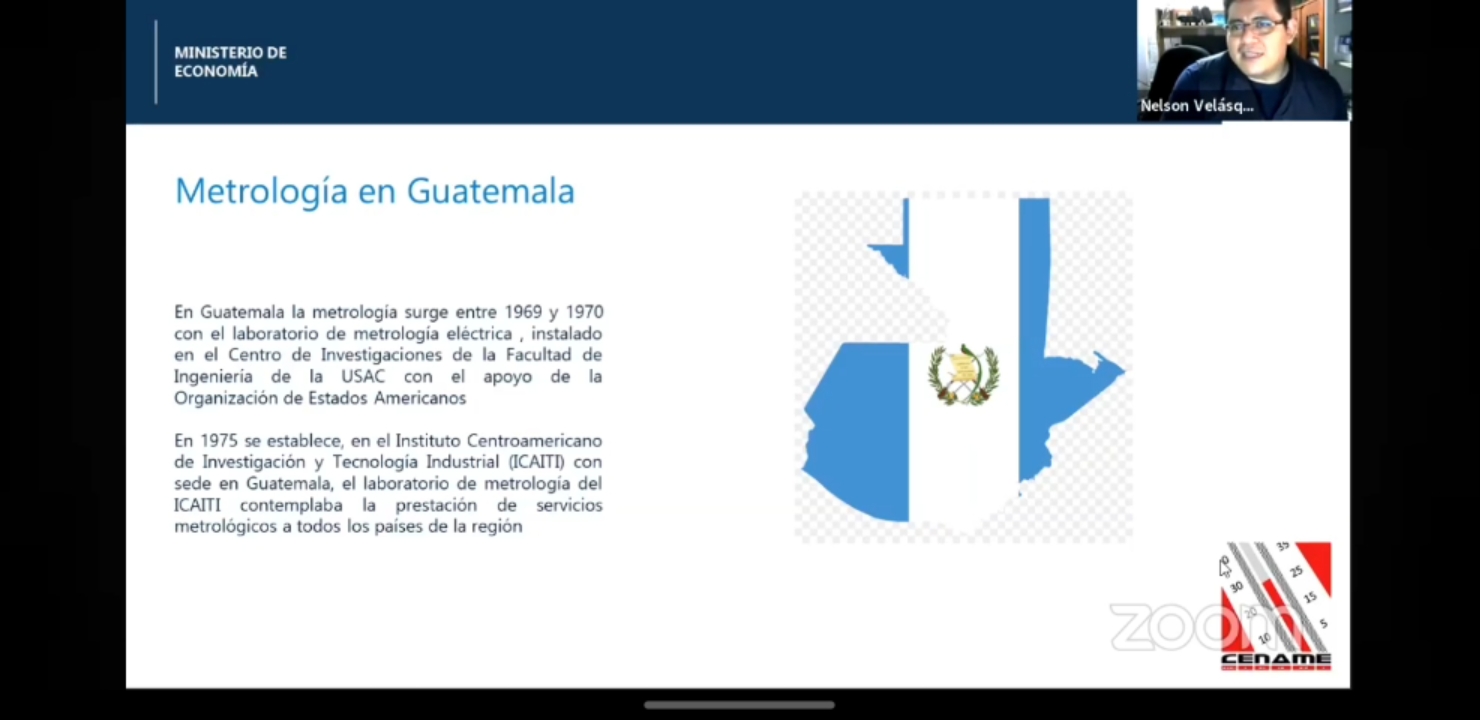 MINISTERIO DE
ECONOMÍA
Nelson Velásq...
Metrología en Guatemala
En Guatemala la metrología surge entre 1969 y 1970
con el laboratorio de metrología eléctrica , instalado
en el Centro de Investigaciones de la Facultad de
Ingeniería de la USAC con el apoyo de la
Organización de Estados Americanos
En 1975 se establece, en el Instituto Centroamericano
de Investigación y Tecnología Industrial (ICAITI) con
sede en Guatemala, el laboratorio de metrología del
ICAITI contemplaba la prestación de servicios
metrológicos a todos los países de la región
35
25
30
15
20
5
10
zoom
CENAME